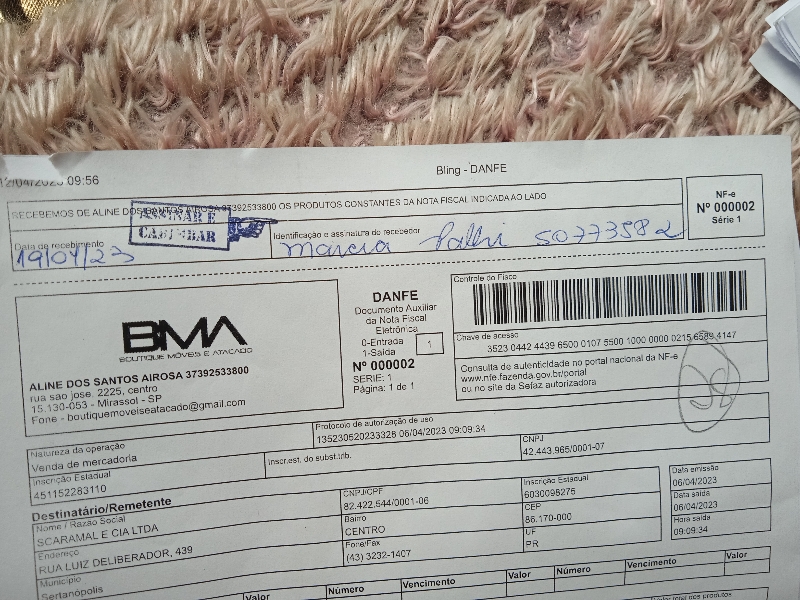 12/04/2023 09:56
Bling - DANFE
RECEBEMOS DE ALINE DOS SANTOS AIROSA 37392533800 OS PRODUTOS CONSTANTES DA NOTA FISCAL INDICADA AO LADO
ASSINAR E
CARIMBAR
Data de recebimento
19/04/23
Identificação e assinatura do recebedor
Marcia 50773582
NF-e
Nº 000002
Série 1
BMA
BOUTIQUE MÓVEIS E ATACADO
ALINE DOS SANTOS AIROSA 37392533800
rua sao jose, 2225, centro
15.130-053 - Mirassol - SP
Fone - boutiquemoveiseatacado@gmail.com
DANFE
Documento Auxiliar
da Nota Fiscal
Eletrônica
0-Entrada
1-Saída
1
Nº 000002
SÉRIE: 1
Página: 1 de 1
Controle do Fisco
Chave de acesso
3523 0442 4439 6500 0107 5500 1000 0000 0215 6589 4147
Consulta de autenticidade no portal nacional da NF-e
www.nfe.fazenda.gov.br/portal
ou no site da Sefaz autorizadora
Natureza da operação
Venda de mercadoria
Protocolo de autorização de uso
135230520233328 06/04/2023 09:09:34
Inscrição Estadual
451152283110
Inscr.est. do subst.trib.
CNPJ
42.443.965/0001-07
Destinatário/Remetente
Nome / Razão Social
SCARAMAL E CIA LTDA
CNPJ/CPF
82.422.544/0001-06
Inscrição Estadual
6030098275
Data emissão
06/04/2023
Endereço
RUA LUIZ DELIBERADOR, 439
Bairro
CENTRO
CEP
86.170-000
Data saída
06/04/2023
Município
Sertanópolis
Fone/Fax
(43) 3232-1407
UF
PR
Hora saída
09:09:34
Valor
Número
Vencimento
Valor
Número
Vencimento
Valor